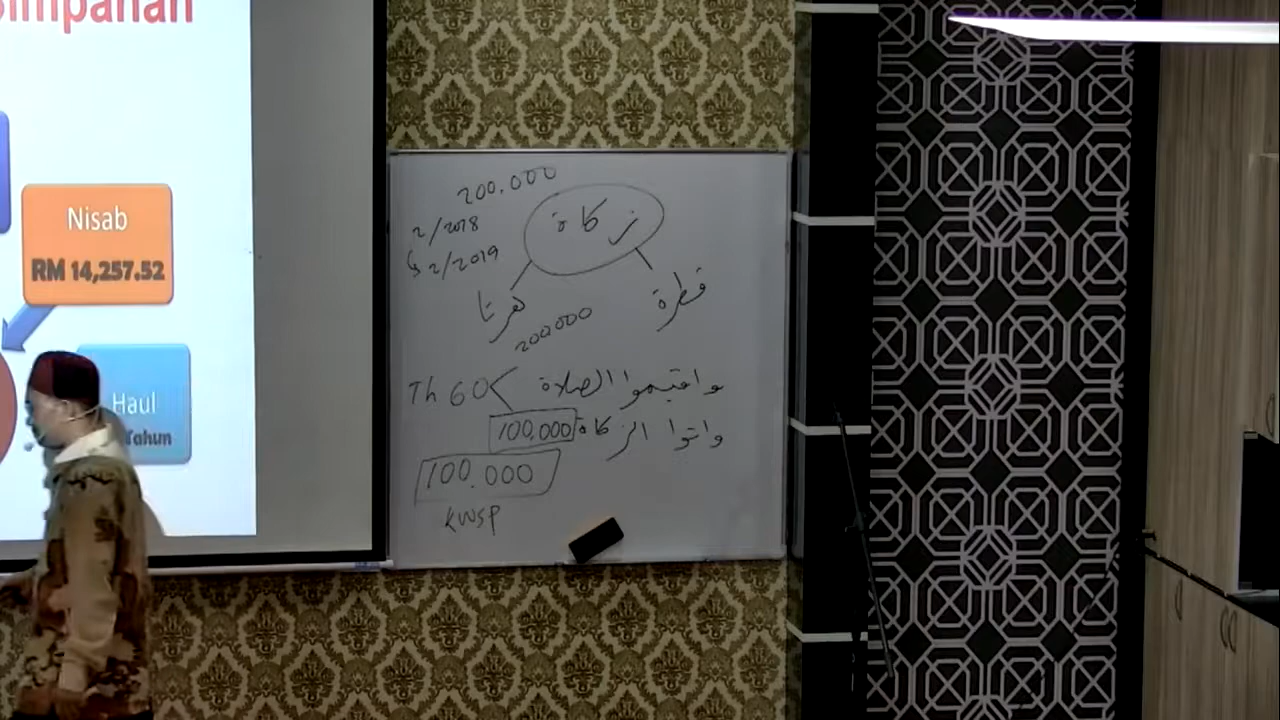 Simpanan
Nisab
RM 14,257.52
Haul
Tahun
200.000
2/2018
2/2019
زكاة
هرتا
فطرة
200000
Th 60
واقيموا الصلاة
100.000
واتوا الزكاة
100.000
KWSP